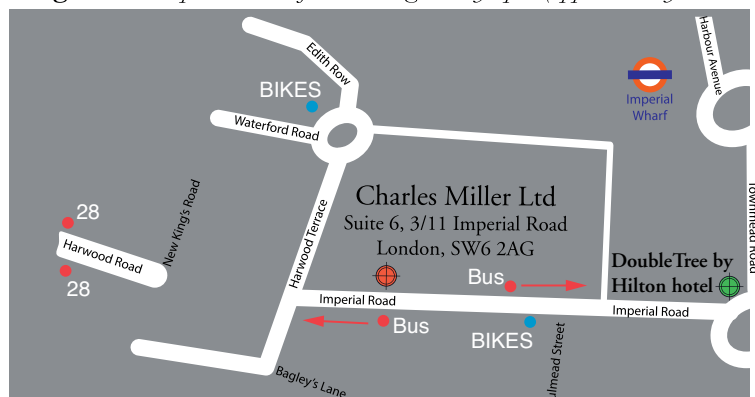 Edith Row
Harbour Avenue
BIKES
Imperial
Wharf
Waterford Road
Charles Miller Ltd
Suite 6, 3/11 Imperial Road
London, SW6 2AG
New King's Road
Harwood Terrace
28
Harwood Road
28
DoubleTree by
Hilton hotel
Bus
Imperial Road
Imperial Road
Bus
BIKES
Bagley's Lane